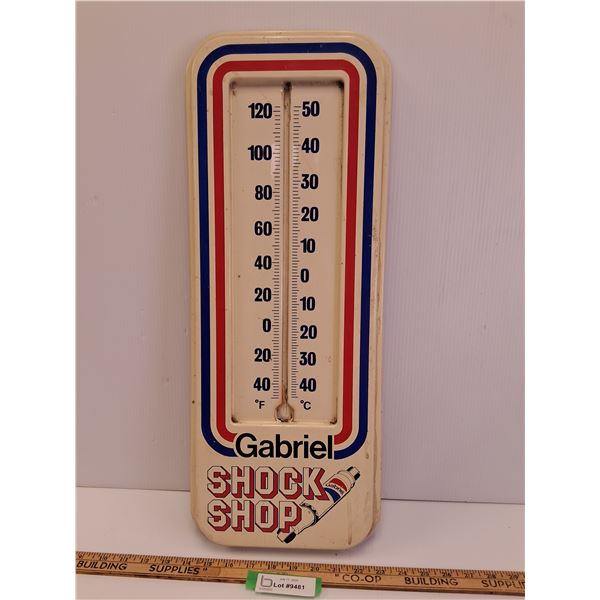 120 50
100 40
80 30
60 20
40 10
20 0
0 10
20 20
40 30
40
°F °C
Gabriel
SHOCK
SHOP
Lot #9481
BUILDING SUPPLIES" "CO-OP BUILDING SUPPLIES"